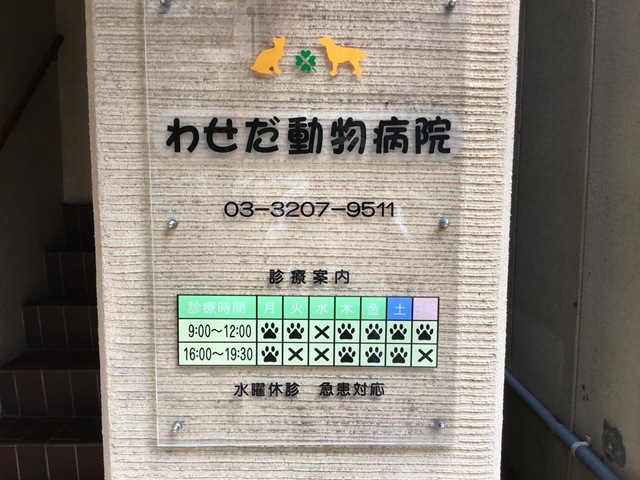 わせだ動物病院
03-3207-9511
診療案内
診療時間 月 火 水 木 金 土
9:00〜12:00 × 
16:00〜19:30 × × ×
水曜休診 急患対応